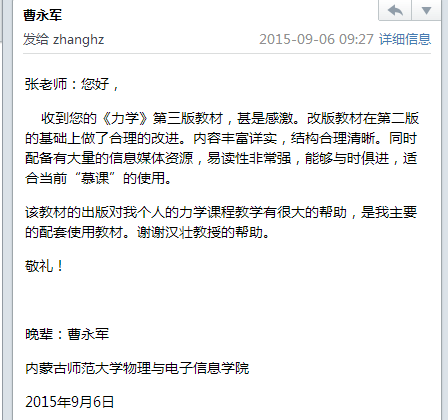 曹永军
发给 zhanghz 2015-09-06 09:27 详细信息
张老师：您好，
收到您的《力学》第三版教材，甚是感激。改版教材在第二版
的基础上做了合理的改进。内容丰富详实，结构合理清晰。同时
配备有大量的信息媒体资源，易读性非常强，能够与时俱进，适
合当前“慕课”的使用。
该教材的出版对我个人的力学课程教学有很大的帮助，是我主要
的配套使用教材。谢谢汉壮教授的帮助。
敬礼！
晚辈：曹永军
内蒙古师范大学物理与电子信息学院
2015年9月6日